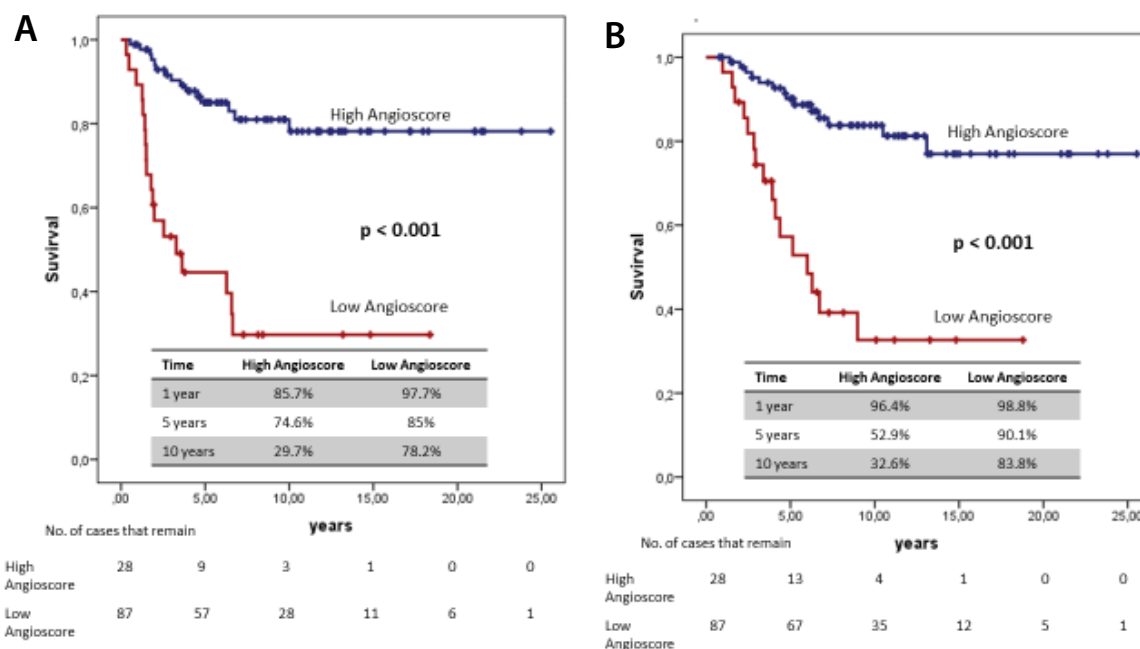 A
1,0
0,8
0,6
0,4
0,2
0,0
Suvirval
High Angioscore
p < 0.001
Low Angioscore
Time High Angioscore Low Angioscore
1 year 85.7% 97.7%
5 years 74.6% 85%
10 years 29.7% 78.2%
,00 5,00 10,00 15,00 20,00 25,00
years
No. of cases that remain
High Angioscore 28 9 3 1 0 0
Low Angioscore 87 57 28 11 6 1
B
1,0
0,8
0,6
0,4
0,2
0,0
Suvirval
High Angioscore
p < 0.001
Low Angioscore
Time High Angioscore Low Angioscore
1 year 96.4% 98.8%
5 years 52.9% 90.1%
10 years 32.6% 83.8%
,00 5,00 10,00 15,00 20,00 25,00
years
No. of cases that remain
High Angioscore 28 13 4 1 0 0
Low Angioscore 87 67 35 12 5 1